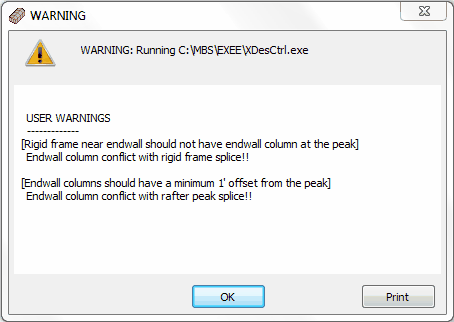 WARNING
WARNING: Running C:\MBS\EXEE\XDesCtrl.exe
USER WARNINGS
-------------
[Rigid frame near endwall should not have endwall column at the peak]
Endwall column conflict with rigid frame splice!!
[Endwall columns should have a minimum 1' offset from the peak]
Endwall column conflict with rafter peak splice!!
OK
Print